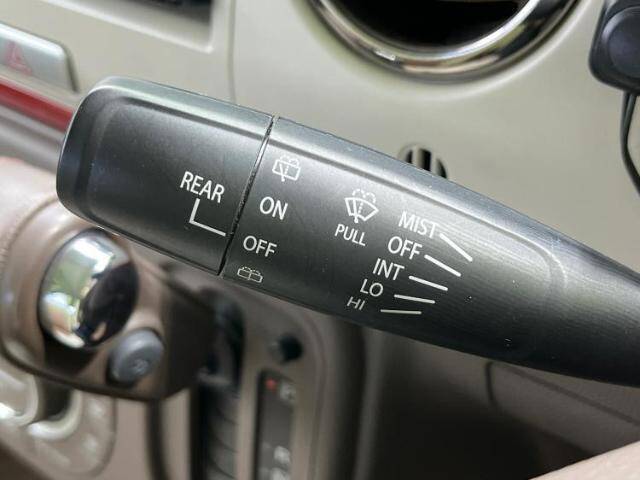 REAR
ON
OFF
PULL
MIST
OFF
INT
LO
HI
R